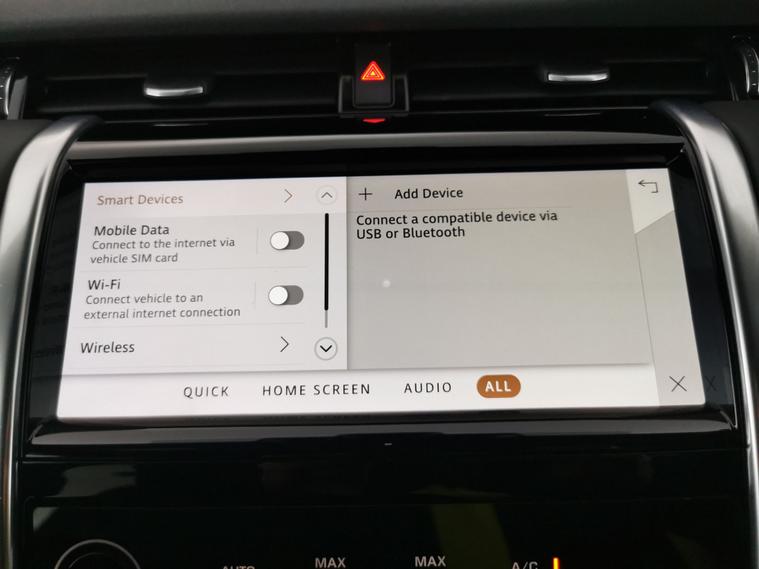 Smart Devices
Mobile Data
Connect to the internet via
vehicle SIM card
Wi-Fi
Connect vehicle to an
external internet connection
Wireless
+ Add Device
Connect a compatible device via
USB or Bluetooth
QUICK HOME SCREEN AUDIO ALL
AUTO MAX MAX A/C